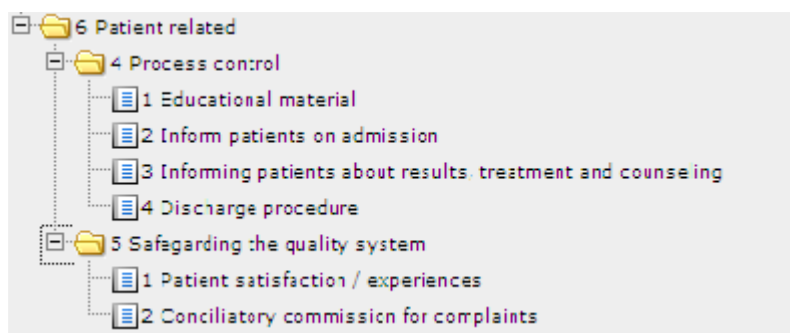 6 Patient related
4 Process control
1 Educational material
2 Inform patients on admission
3 Informing patients about results, treatment and counseling
4 Discharge procedure
5 Safegarding the quality system
1 Patient satisfaction / experiences
2 Conciliatory commission for complaints